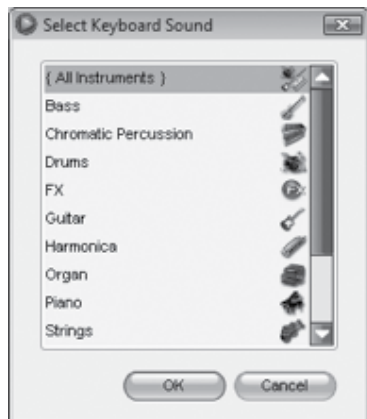 Select Keyboard Sound
{ All Instruments }
Bass
Chromatic Percussion
Drums
FX
Guitar
Harmonica
Organ
Piano
Strings
OK
Cancel